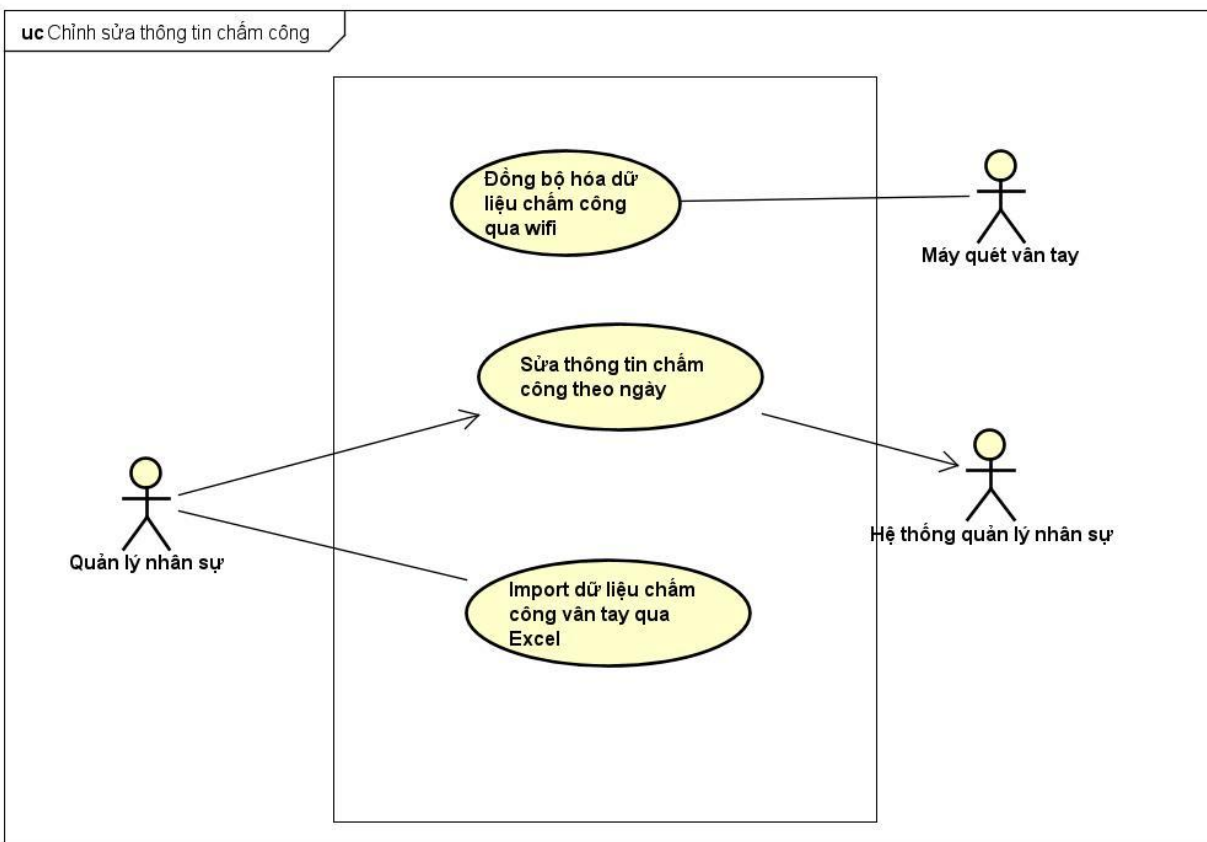 uc Chỉnh sửa thông tin chấm công
Đồng bộ hóa dữ
liệu chấm công
qua wifi
Máy quét vân tay
Sửa thông tin chấm
công theo ngày
Hệ thống quản lý nhân sự
Quản lý nhân sự
Import dữ liệu chấm
công vân tay qua
Excel